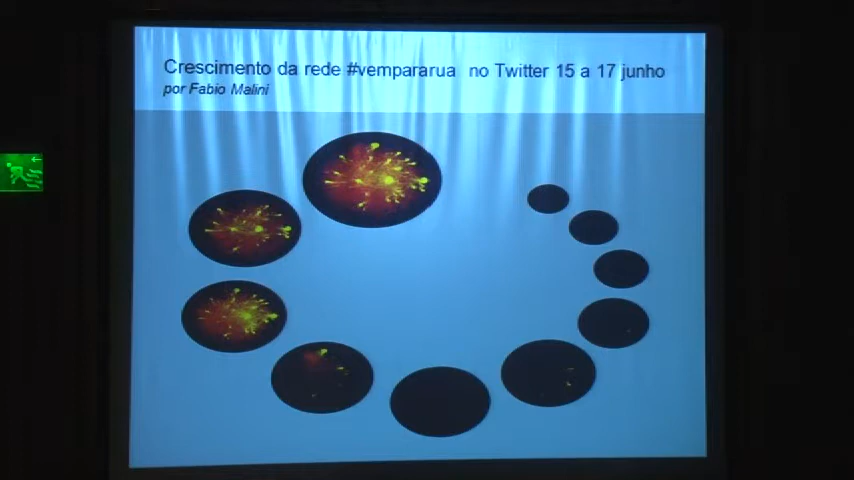 Crescimento da rede #vempararua no Twitter 15 a 17 junho
por Fabio Malini